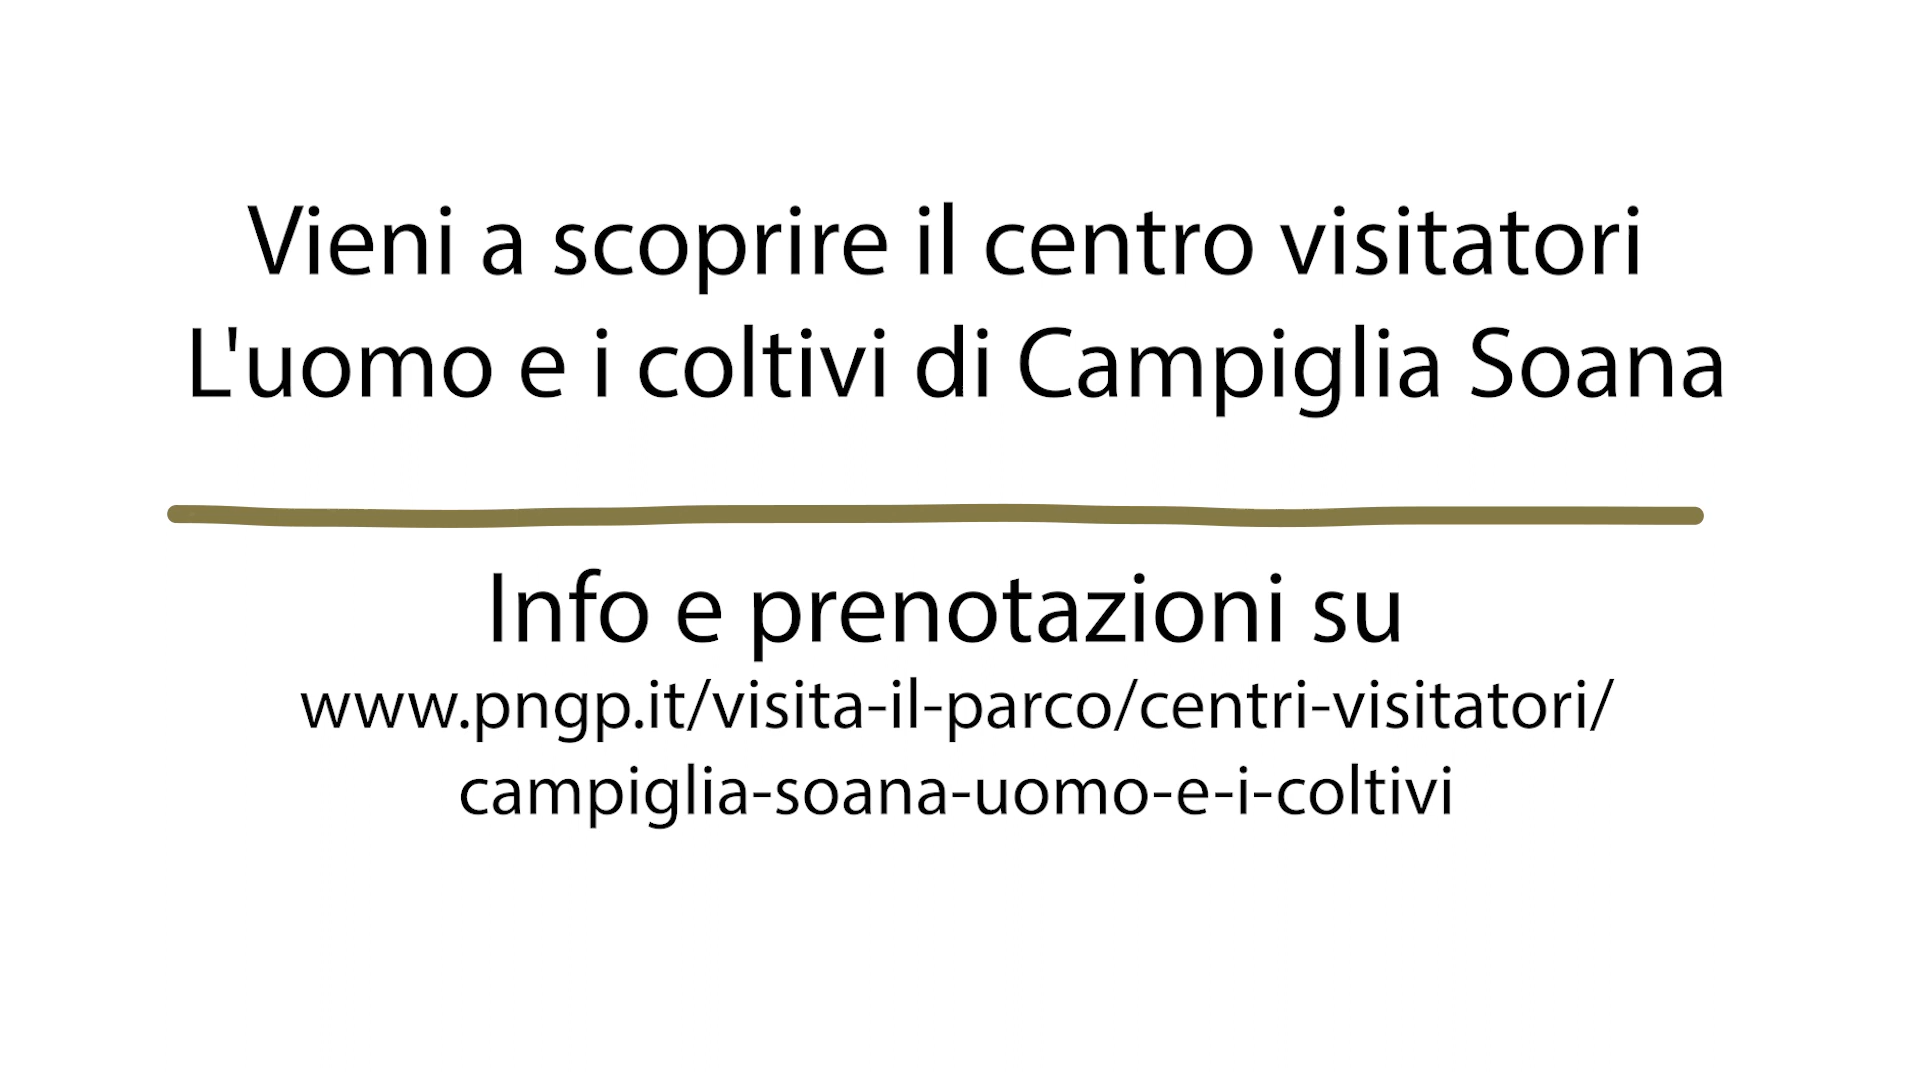 Vieni a scoprire il centro visitatori
L'uomo e i coltivi di Campiglia Soana
Info e prenotazioni su
www.pngp.it/visita-il-parco/centri-visitatori/
campiglia-soana-uomo-e-i-coltivi